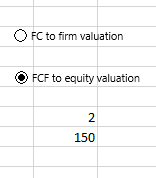 FC to firm valuation
FCF to equity valuation
2
150